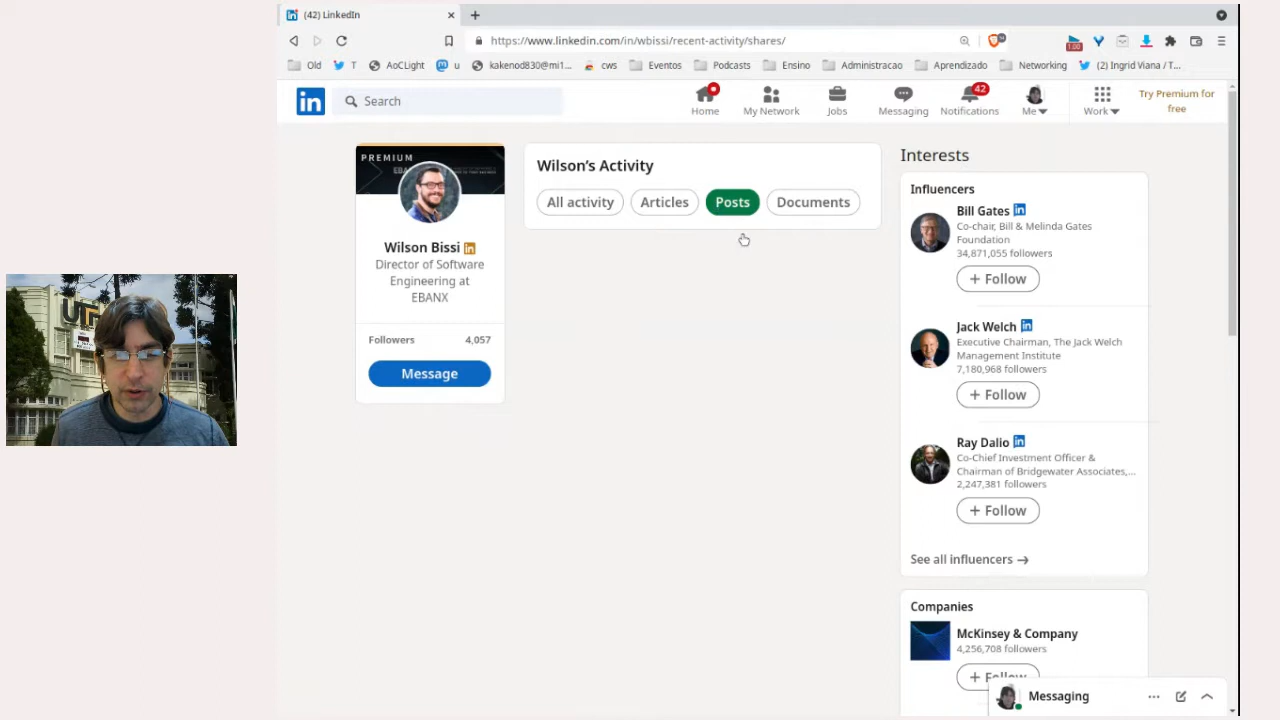 (42) LinkedIn
https://www.linkedin.com/in/wbissi/recent-activity/shares/
1.00
Old
T
AoCLight
u
kakenod830@mi1...
cws
Eventos
Podcasts
Ensino
Administracao
Aprendizado
Networking
(2) Ingrid Viana / T...
in
Search
Home
My Network
Jobs
Messaging
42
Notifications
Me
Work
Try Premium for
free
PREMIUM
Wilson Bissi
Director of Software
Engineering at
EBANX
Followers 4,057
Message
Wilson's Activity
All activity
Articles
Posts
Documents
Interests
Influencers
Bill Gates
Co-chair, Bill & Melinda Gates
Foundation
34,871,055 followers
+ Follow
Jack Welch
Executive Chairman, The Jack Welch
Management Institute
7,180,968 followers
+ Follow
Ray Dalio
Co-Chief Investment Officer &
Chairman of Bridgewater Associates,...
2,247,381 followers
+ Follow
See all influencers →
Companies
McKinsey & Company
4,256,708 followers
+ Follow
Messaging